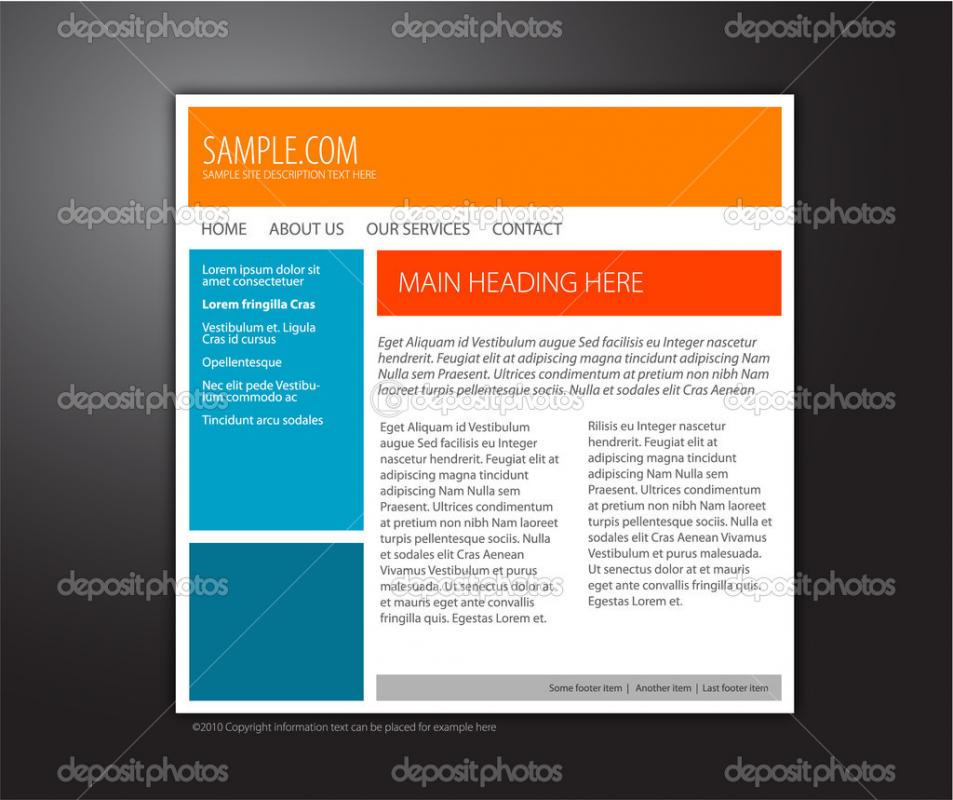 depositphotos depositphotos depositphotos
SAMPLE.COM
SAMPLE SITE DESCRIPTION TEXT HERE
depositphotos depositphotos depositphotos
HOME ABOUT US OUR SERVICES CONTACT
Lorem ipsum dolor sit
amet consectetuer
Lorem fringilla Cras
Vestibulum et. Ligula
Cras id cursus
Opellentesque
Nec elit pede Vestibu-
lum commodo ac
Tincidunt arcu sodales
MAIN HEADING HERE
Eget Aliquam id Vestibulum augue Sed facilisis eu Integer nascetur
hendrerit. Feugiat elit at adipiscing magna tincidunt adipiscing Nam
Nulla sem Praesent. Ultrices condimentum at pretium non nibh Nam
laoreet turpis pellentesque sociis. Nulla et sodales elit Cras Aenean
depositphotos depositphotos depositphotos
Eget Aliquam id Vestibulum
augue Sed facilisis eu Integer
nascetur hendrerit. Feugiat elit at
adipiscing magna tincidunt
adipiscing Nam Nulla sem
Praesent. Ultrices condimentum
at pretium non nibh Nam laoreet
turpis pellentesque sociis. Nulla
et sodales elit Cras Aenean
Vivamus Vestibulum et purus
malesuada. Ut senectus dolor at
et mauris eget ante convallis
fringilla quis. Egestas Lorem et.
Rilisis eu Integer nascetur
hendrerit. Feugiat elit at
adipiscing magna tincidunt
adipiscing Nam Nulla sem
Praesent. Ultrices condimentum
at pretium non nibh Nam laoreet
turpis pellentesque sociis. Nulla et
sodales elit Cras Aenean Vivamus
Vestibulum et purus malesuada.
Ut senectus dolor at et mauris
eget ante convallis fringilla quis.
Egestas Lorem et.
depositphotos depositphotos depositphotos
Some footer item | Another item | Last footer item
©2010 Copyright information text can be placed for example here
depositphotos depositphotos depositphotos